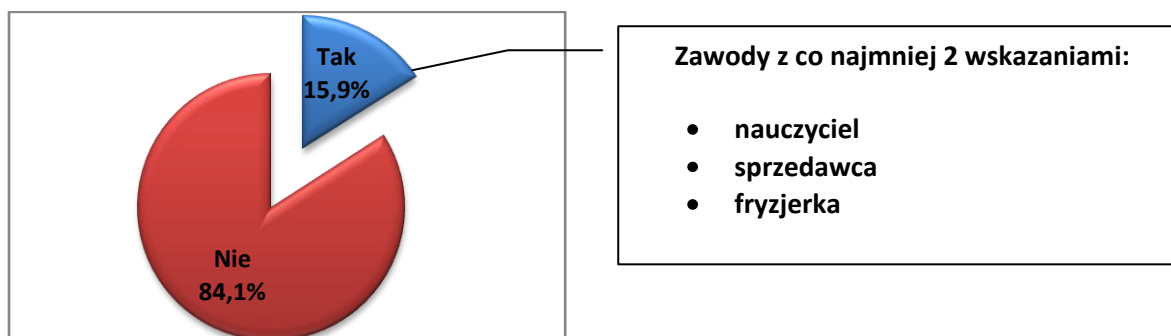 Tak
15,9%
Nie
84,1%
Zawody z co najmniej 2 wskazaniami:
• nauczyciel
• sprzedawca
• fryzjerka